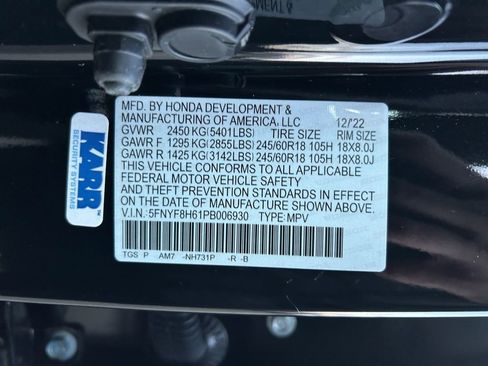 MFD. BY HONDA DEVELOPMENT &
MANUFACTURING OF AMERICA, LLC 12/22
GVWR 2450 KG(5401LBS) TIRE SIZE RIM SIZE
GAWR F 1295 KG(2855LBS) 245/60R18 105H 18X8.0J
GAWR R 1425 KG(3142LBS) 245/60R18 105H 18X8.0J
THIS VEHICLE CONFORMS TO ALL APPLICABLE
FEDERAL MOTOR VEHICLE SAFETY
AND THEFT PREVENTION STANDARDS IN EFFECT
ON THE DATE OF MANUFACTURE SHOWN ABOVE.
V.I.N.:5FNYF8H61PB006930 TYPE:MPV
TGS P AM7 -NH731P -R -B
KARR
SECURITY SYSTEMS